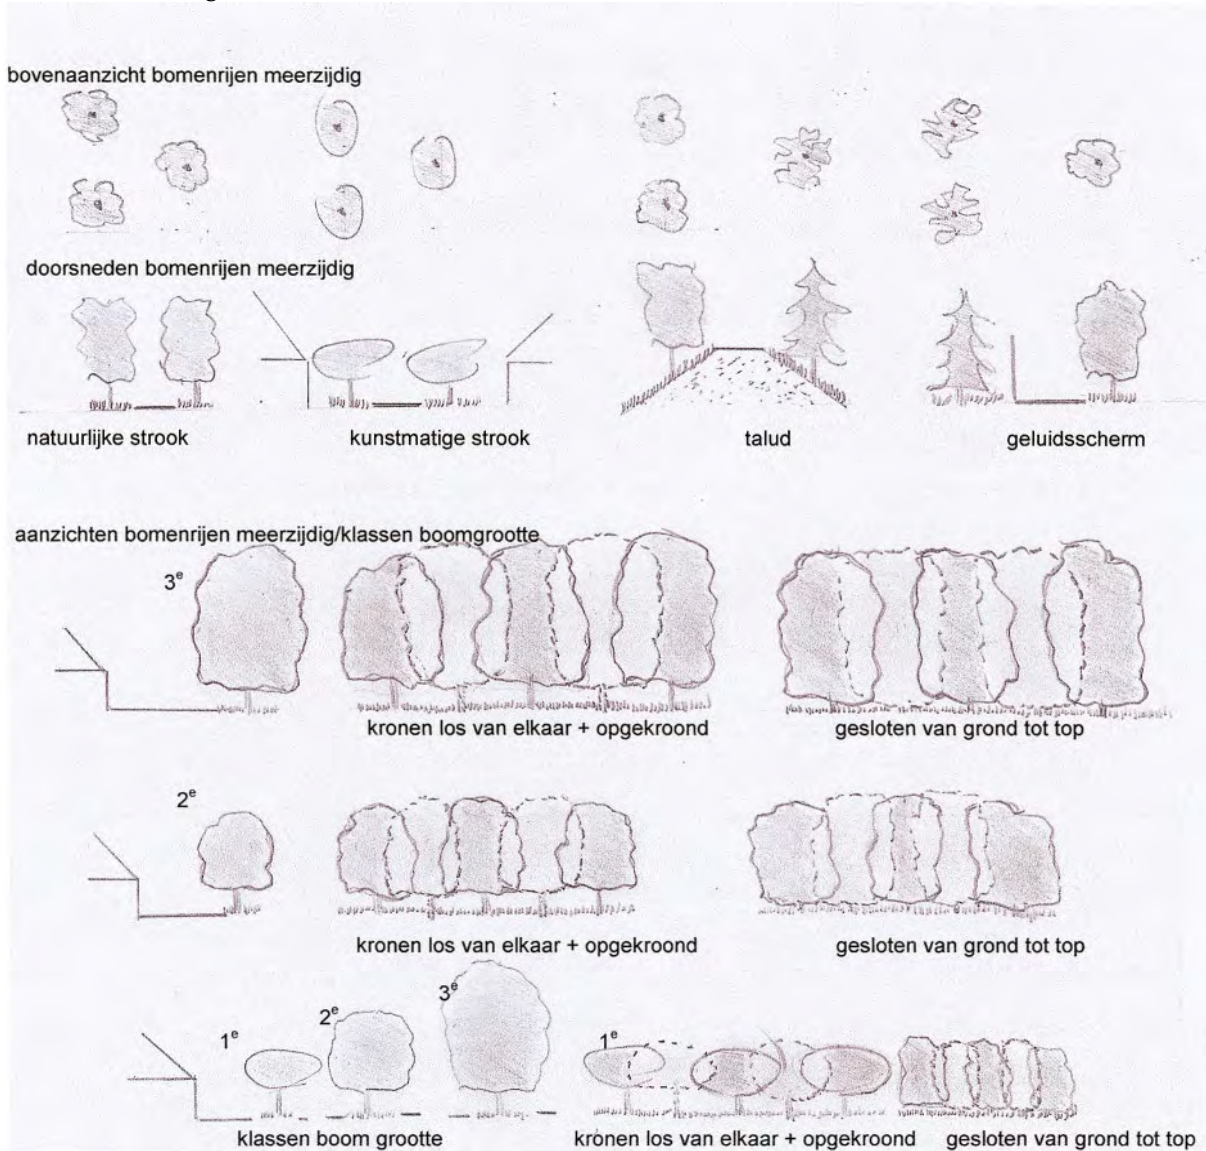 bovenaanzicht bomenrijen meerzijdig
doorsneden bomenrijen meerzijdig
natuurlijke strook
kunstmatige strook
talud
geluidsscherm
aanzichten bomenrijen meerzijdig/klassen boomgrootte
3e
kronen los van elkaar + opgekroond
gesloten van grond tot top
2e
kronen los van elkaar + opgekroond
gesloten van grond tot top
1e
2e
3e
1e
klassen boom grootte
kronen los van elkaar + opgekroond
gesloten van grond tot top